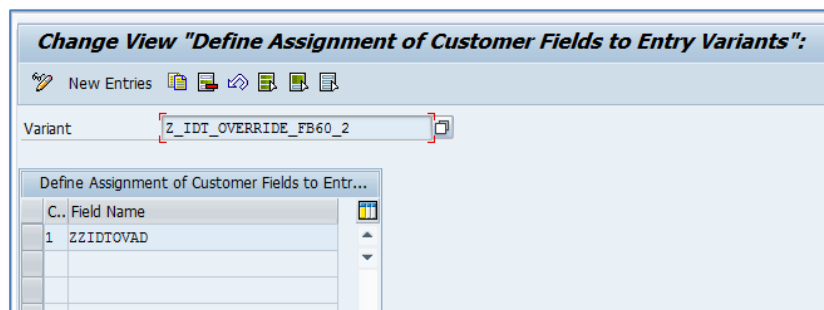 Change View "Define Assignment of Customer Fields to Entry Variants":
New Entries
Variant Z_IDT_OVERRIDE_FB60_2
Define Assignment of Customer Fields to Entr...
C.. Field Name
1 ZZIDTOVAD